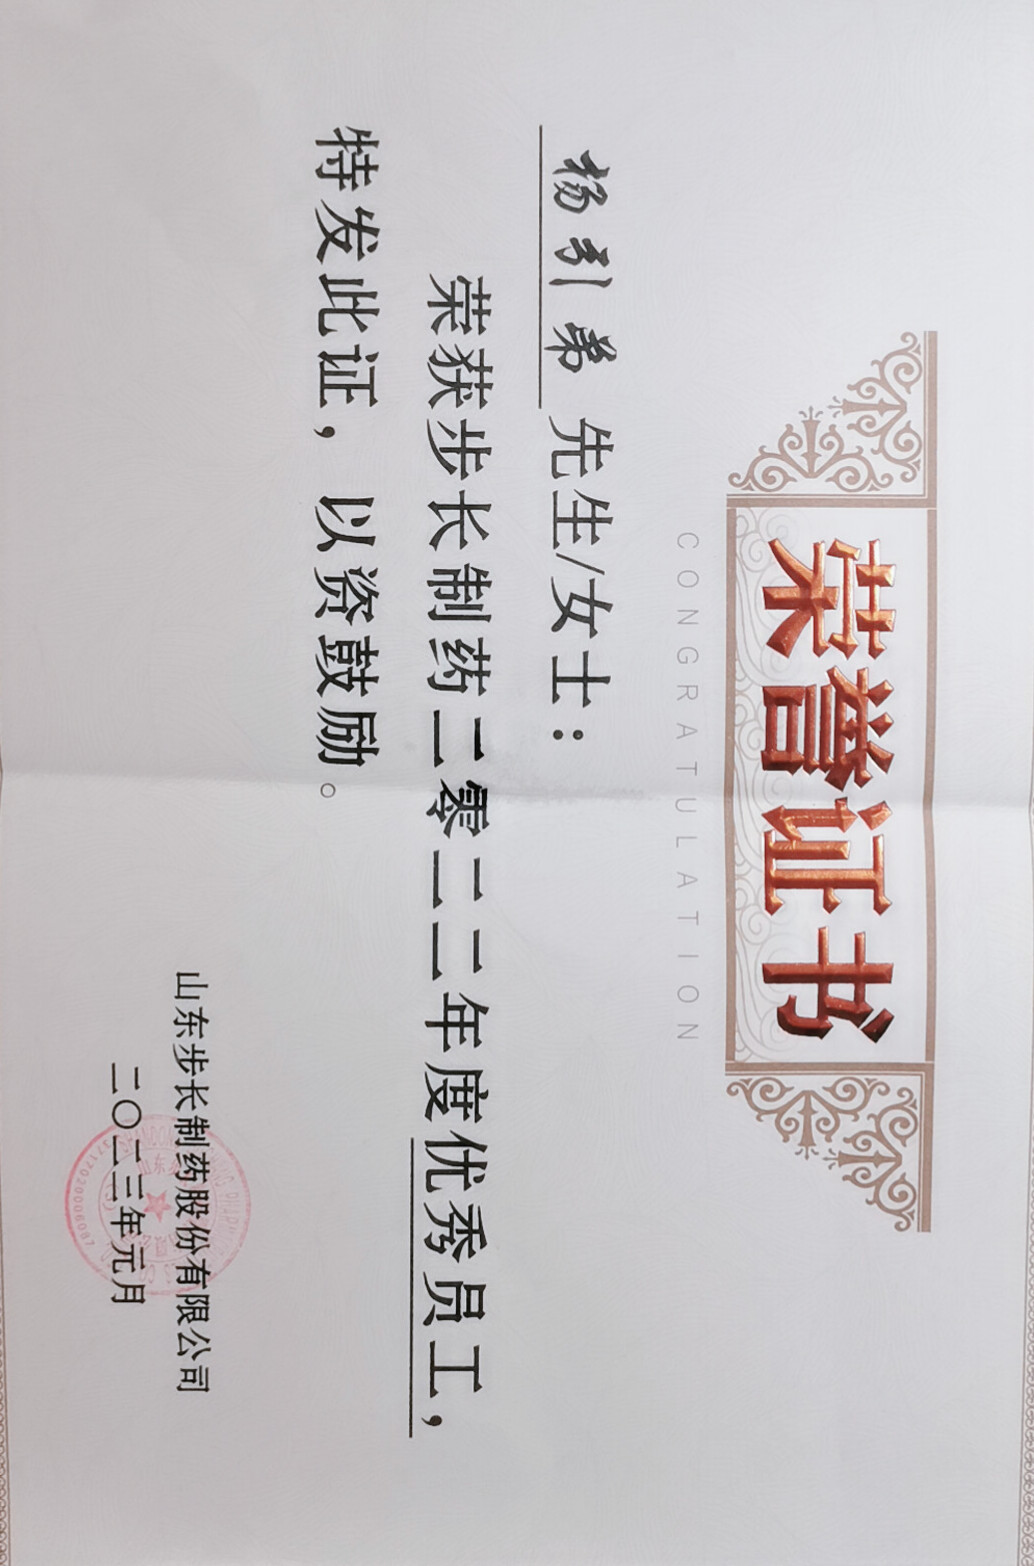 荣誉证书
CONGRATULATION
杨引弟 先生/女士：
荣获步长制药二零二二年度优秀员工，
特发此证，以资鼓励。
山东步长制药股份有限公司
二〇二三年元月
3717020008087